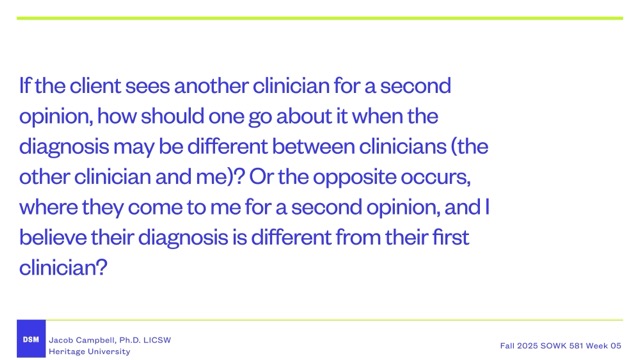 If the client sees another clinician for a second
opinion, how should one go about it when the
diagnosis may be different between clinicians (the
other clinician and me)? Or the opposite occurs,
where they come to me for a second opinion, and I
believe their diagnosis is different from their first
clinician?
DSM
Jacob Campbell, Ph.D. LICSW
Heritage University
Fall 2025 SOWK 581 Week 05